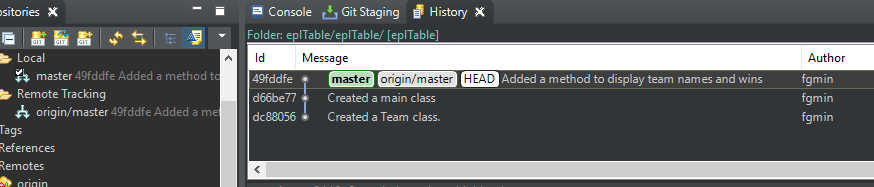 ositories
Console Git Staging History
Folder: eplTable/eplTable/ [eplTable]
Local
master 49fddfe Added a method to
Remote Tracking
origin/master 49fddfe Added a met
Tags
References
Remotes
origin
Id Message Author
49fddfe master origin/master HEAD Added a method to display team names and wins fgmin
d66be77 Created a main class fgmin
dc88056 Created a Team class. fgmin